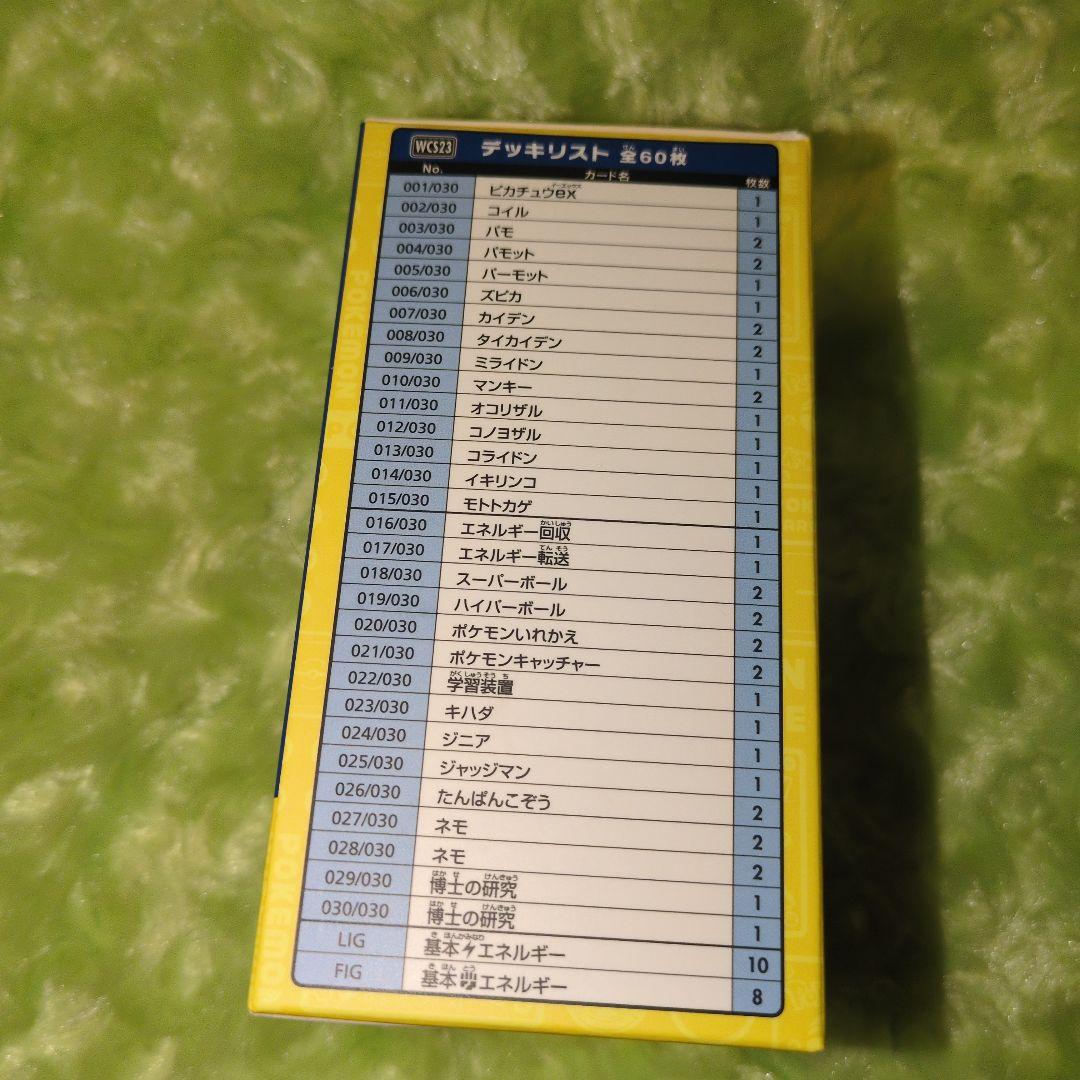 WCS23 デッキリスト 全60枚
No. カード名 枚数
001/030 ピカチュウex 1
002/030 コイル 1
003/030 パモ 2
004/030 パモット 2
005/030 パーモット 1
006/030 ズピカ 1
007/030 カイデン 2
008/030 タイカイデン 2
009/030 ミライドン 1
010/030 マンキー 2
011/030 オコリザル 1
012/030 コノヨザル 1
013/030 コライドン 1
014/030 イキリンコ 1
015/030 モトトカゲ 1
016/030 エネルギー回収 1
017/030 エネルギー転送 1
018/030 スーパーボール 2
019/030 ハイパーボール 2
020/030 ポケモンいれかえ 2
021/030 ポケモンキャッチャー 2
022/030 学習装置 1
023/030 キハダ 1
024/030 ジニア 1
025/030 ジャッジマン 1
026/030 たんぱんこぞう 2
027/030 ネモ 2
028/030 ネモ 2
029/030 博士の研究 1
030/030 博士の研究 1
LIG 基本エネルギー 10
FIG 基本エネルギー 8
POKÉMON